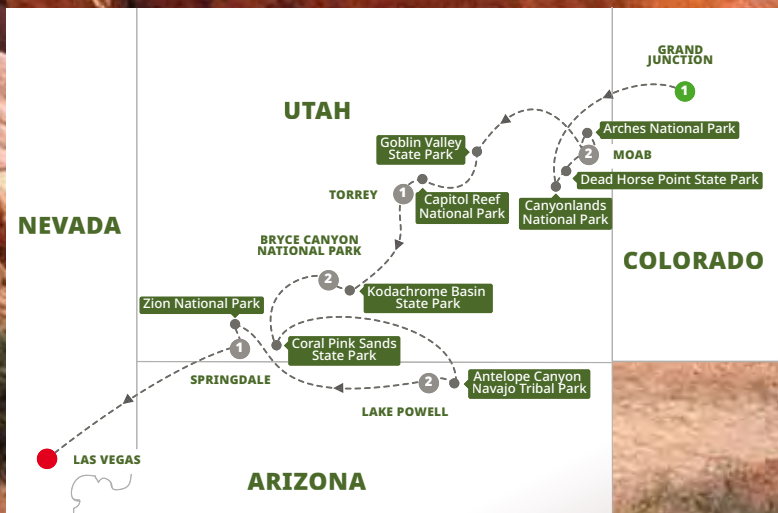 GRAND
JUNCTION
1
UTAH
Arches National Park
Goblin Valley
State Park
2
MOAB
Dead Horse Point State Park
TORREY
1
Capitol Reef
National Park
Canyonlands
National Park
NEVADA
BRYCE CANYON
NATIONAL PARK
COLORADO
2
Kodachrome Basin
State Park
Zion National Park
1
Coral Pink Sands
State Park
SPRINGDALE
2
Antelope Canyon
Navajo Tribal Park
LAKE POWELL
LAS VEGAS
ARIZONA